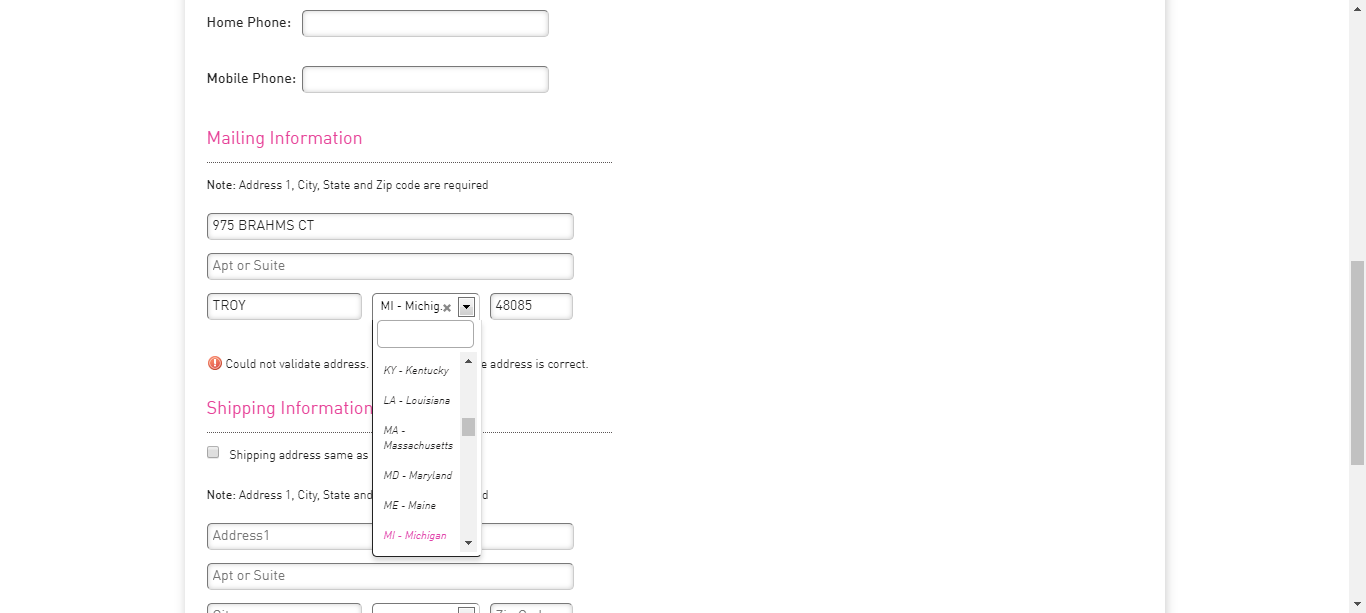 Home Phone:
Mobile Phone:
Mailing Information
Note: Address 1, City, State and Zip code are required
975 BRAHMS CT
Apt or Suite
TROY MI - Michig. 48085
KY - Kentucky
LA - Louisiana
MA -
Massachusetts
MD - Maryland
ME - Maine
MI - Michigan
Could not validate address. e address is correct.
Shipping Information
Shipping address same as
Note: Address 1, City, State and d
Address1
Apt or Suite